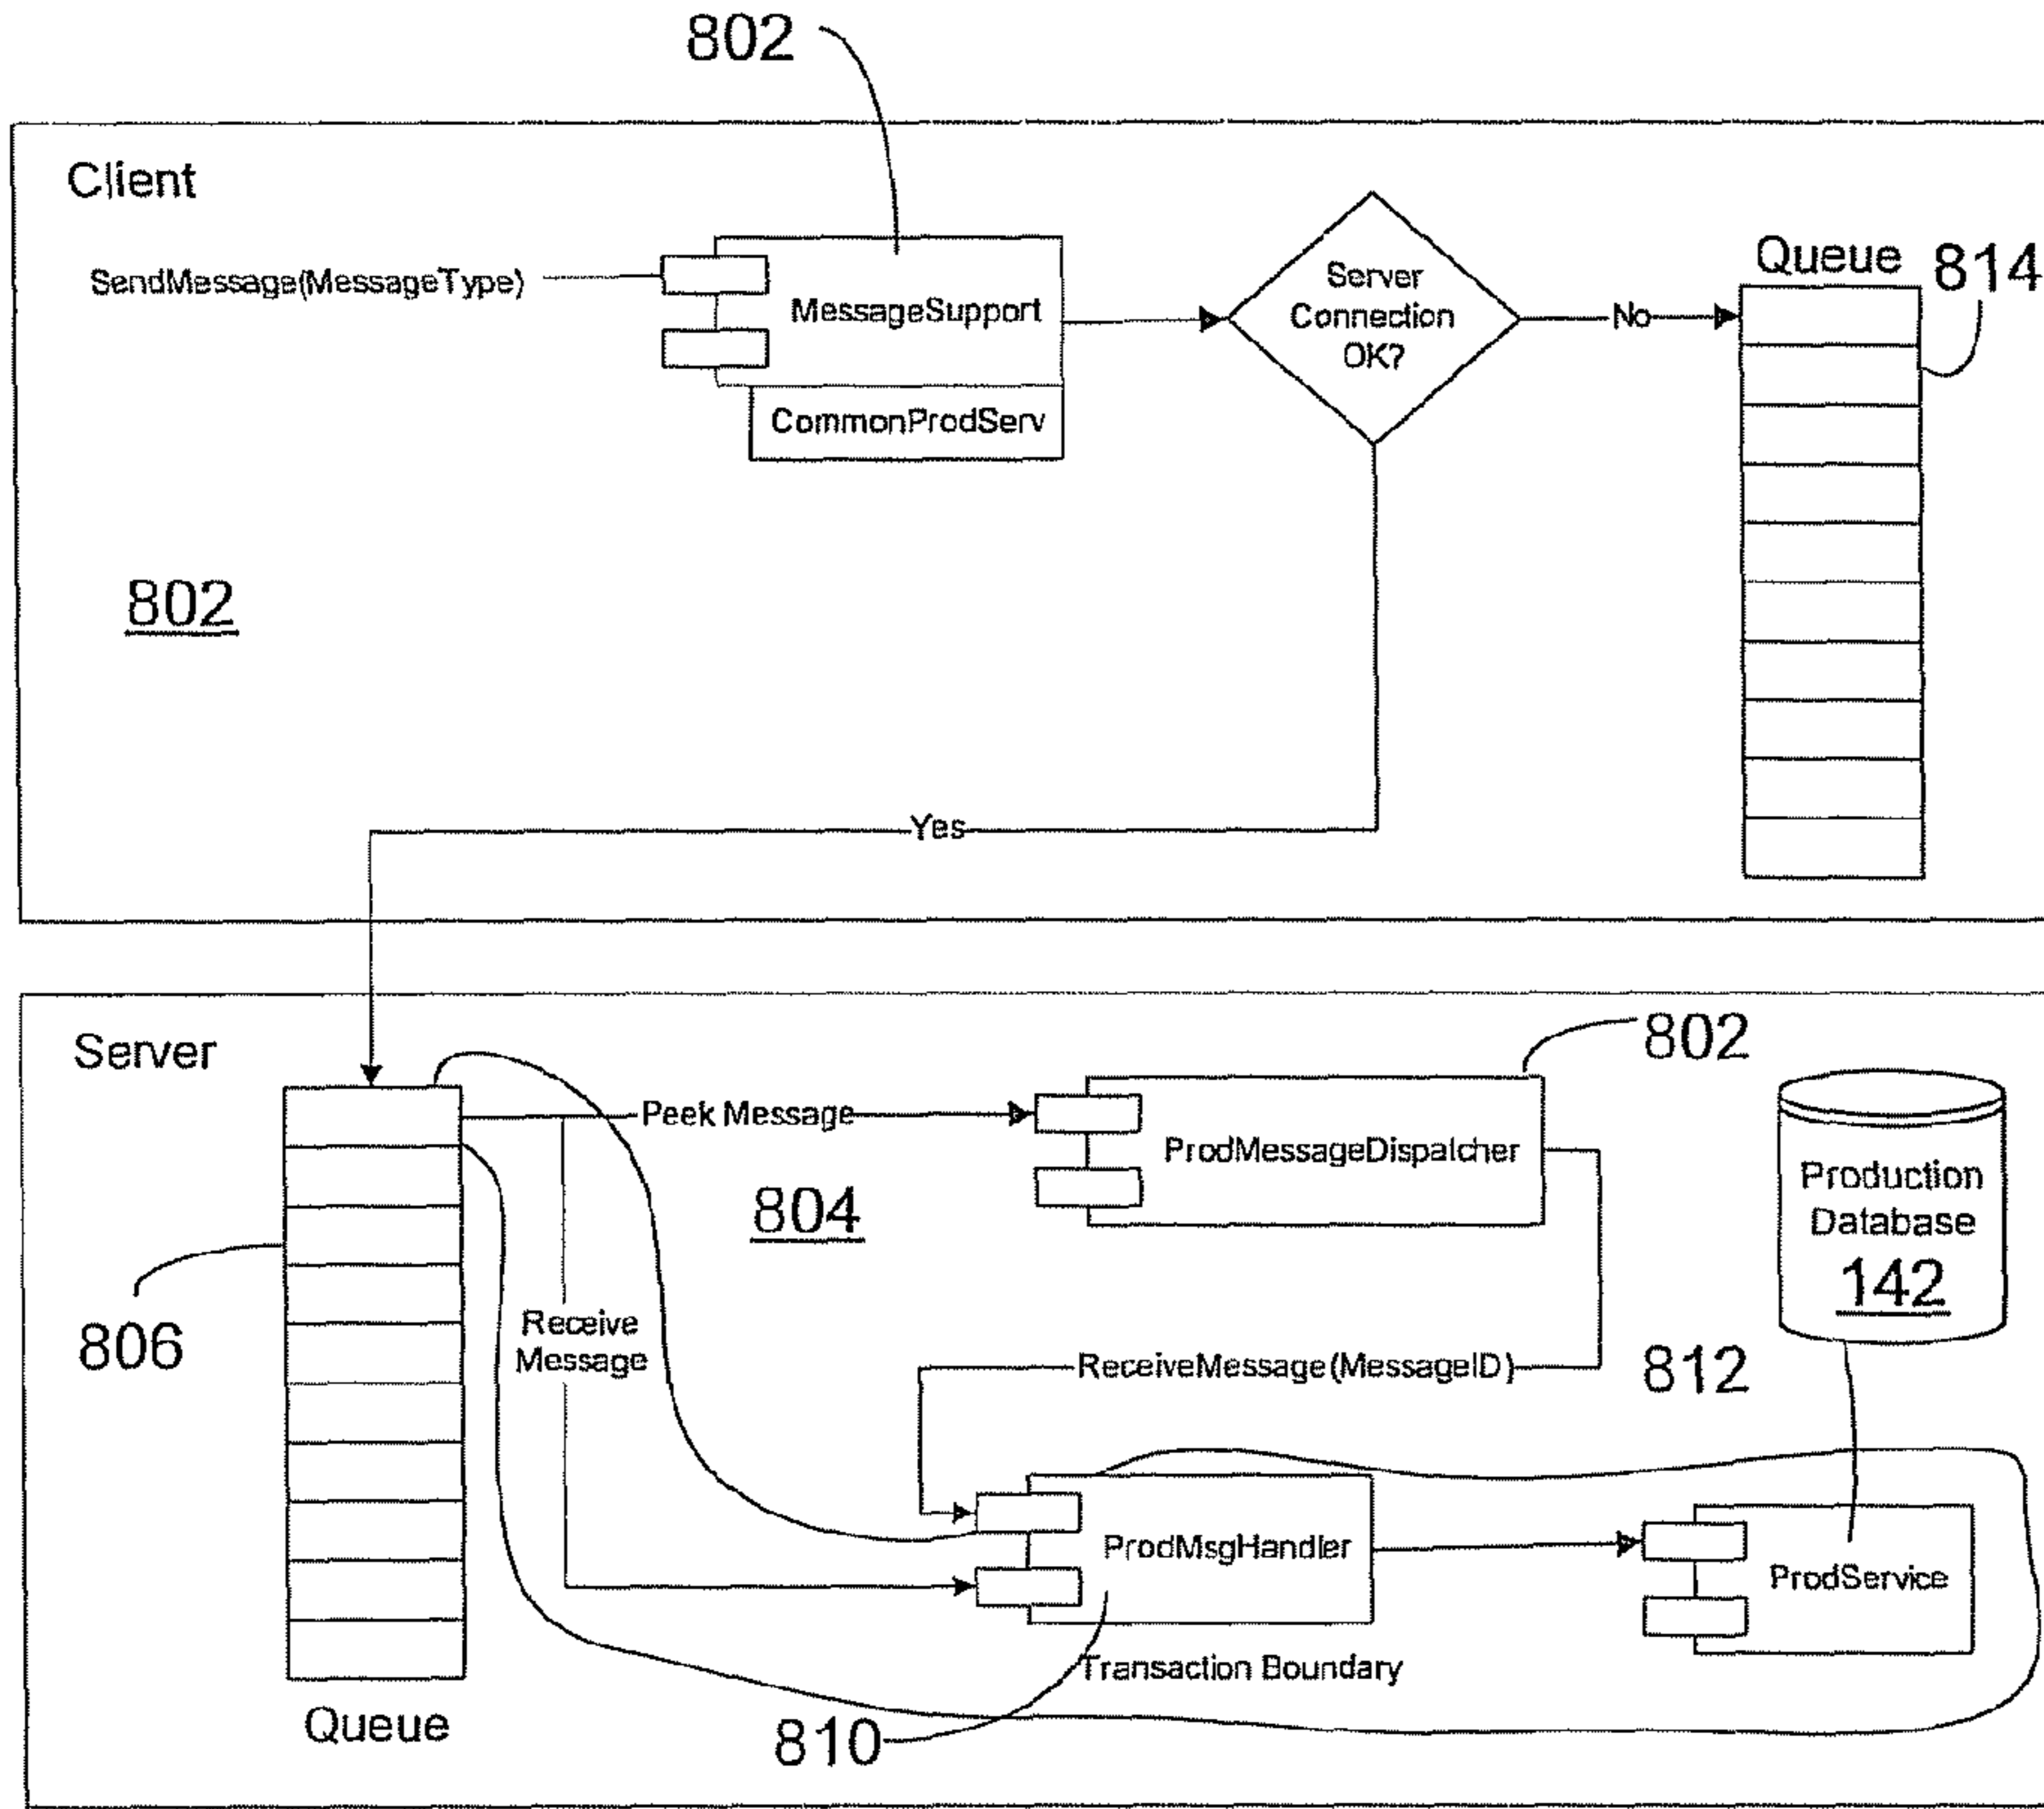 802
Client
SendMessage(MessageType)
MessageSupport
CommonProdServ
Server
Connection
OK?
No
Queue
814
802
Yes
Server
802
Peek Message
ProdMessageDispatcher
804
Production
Database
142
806
Receive
Message
ReceiveMessage(MessageID)
812
ProdMsgHandler
ProdService
Transaction Boundary
Queue
810